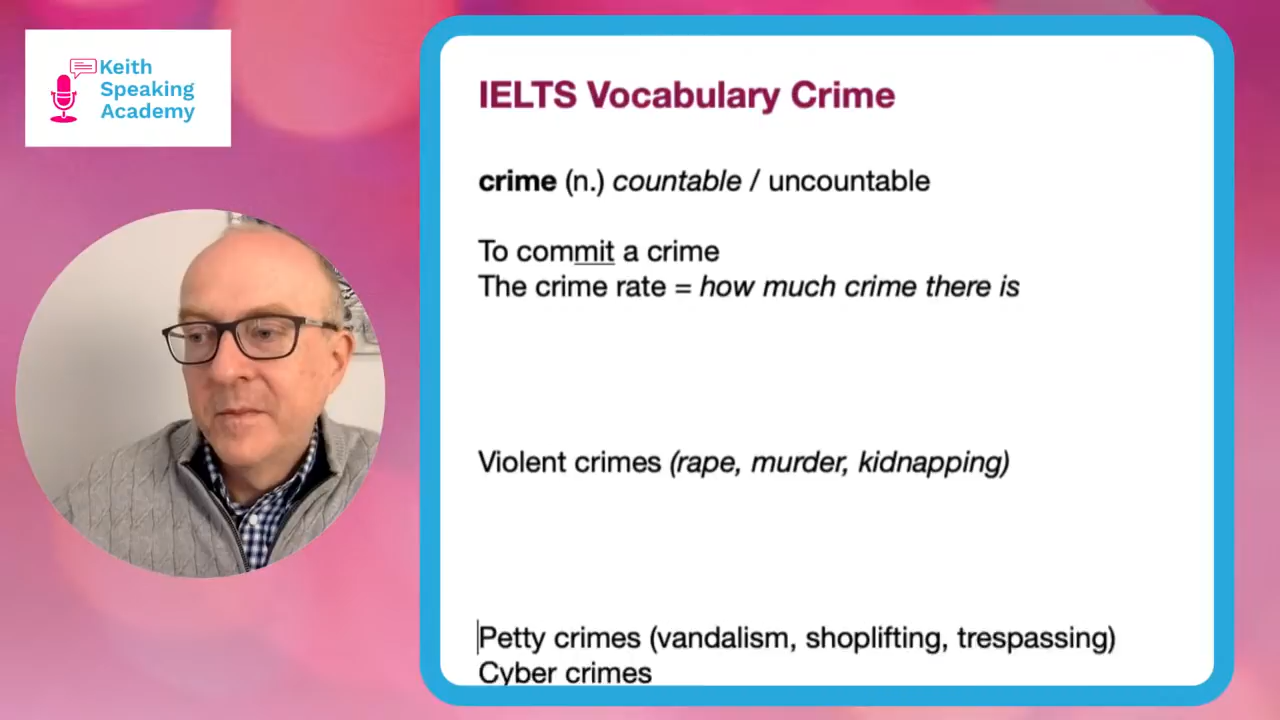 Keith
Speaking
Academy
IELTS Vocabulary Crime
crime (n.) countable / uncountable
To commit a crime
The crime rate = how much crime there is
Violent crimes (rape, murder, kidnapping)
Petty crimes (vandalism, shoplifting, trespassing)
Cyber crimes